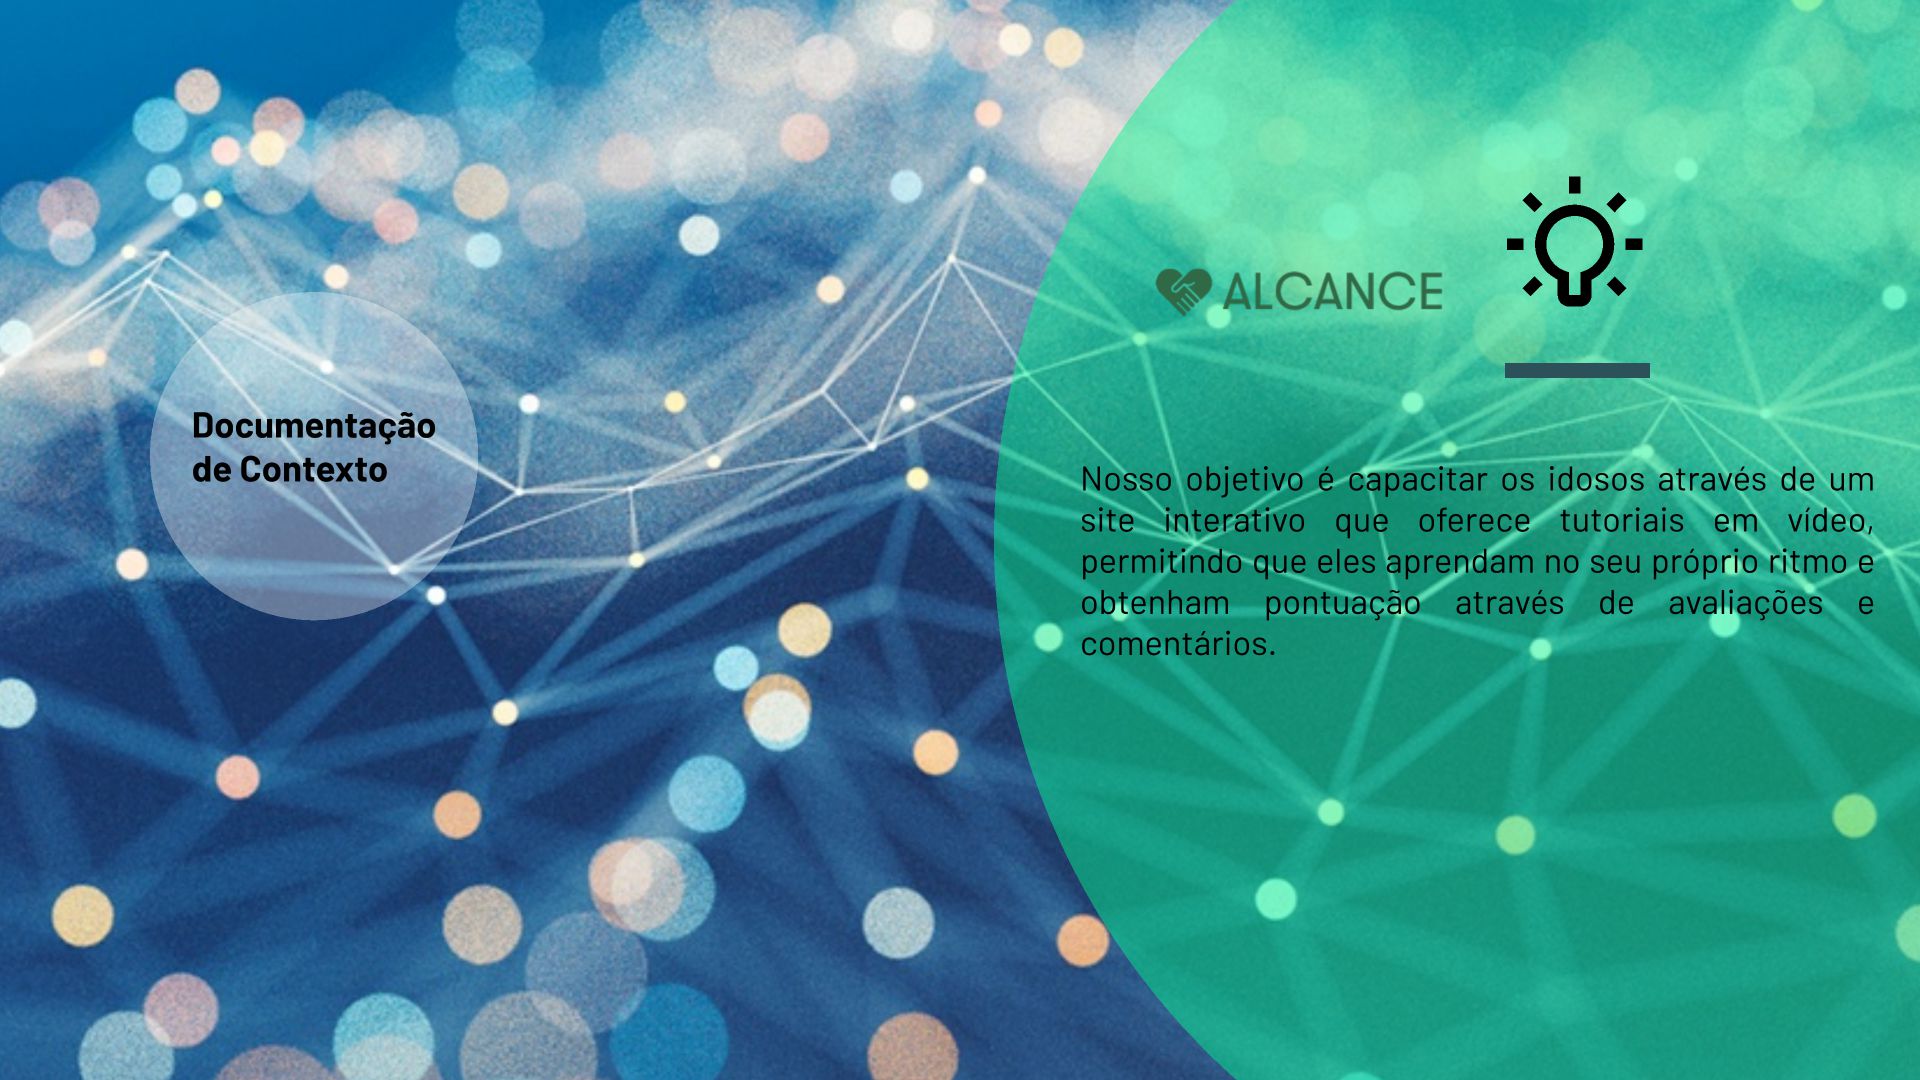 Documentação
de Contexto
ALCANCE
Nosso objetivo é capacitar os idosos através de um
site interativo que oferece tutoriais em vídeo,
permitindo que eles aprendam no seu próprio ritmo e
obtenham pontuação através de avaliações e
comentários.